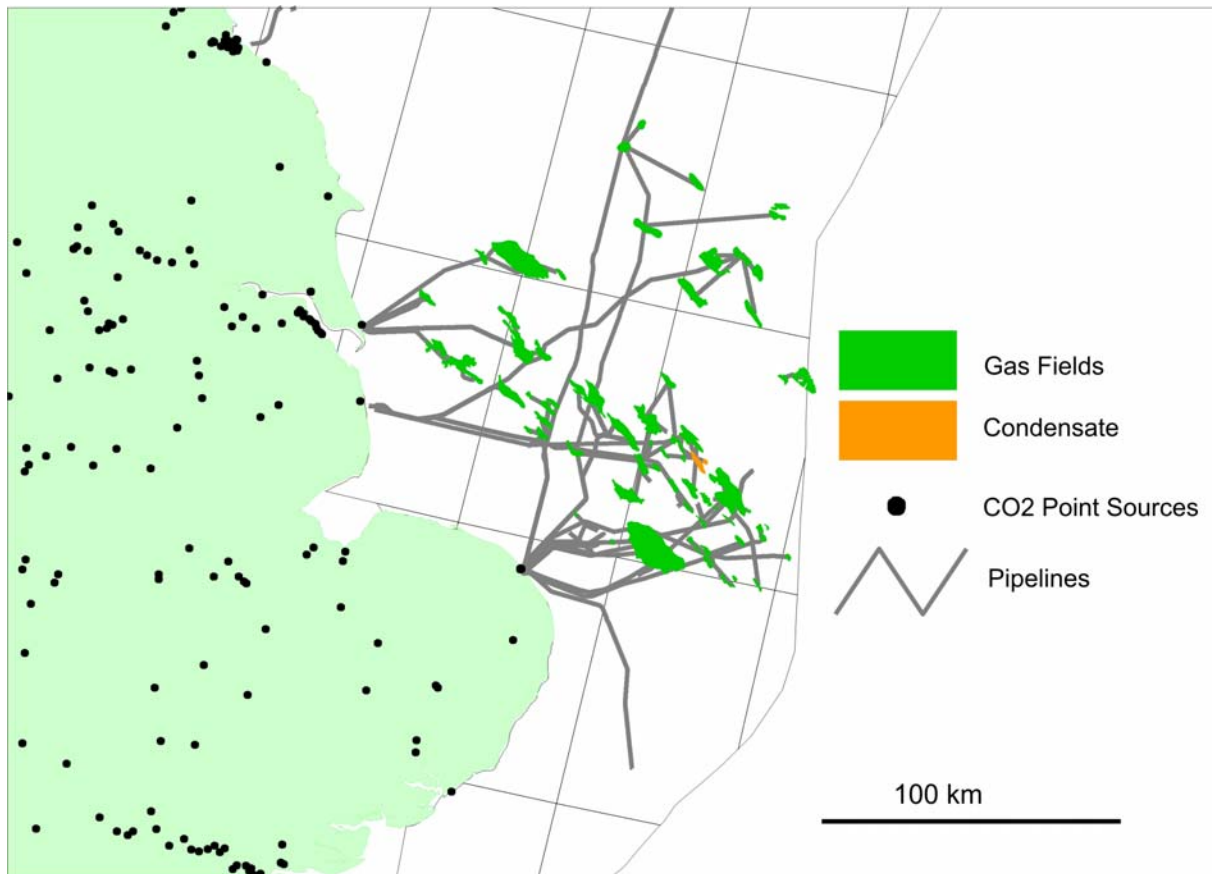 Gas Fields
Condensate
CO2 Point Sources
Pipelines
100 km